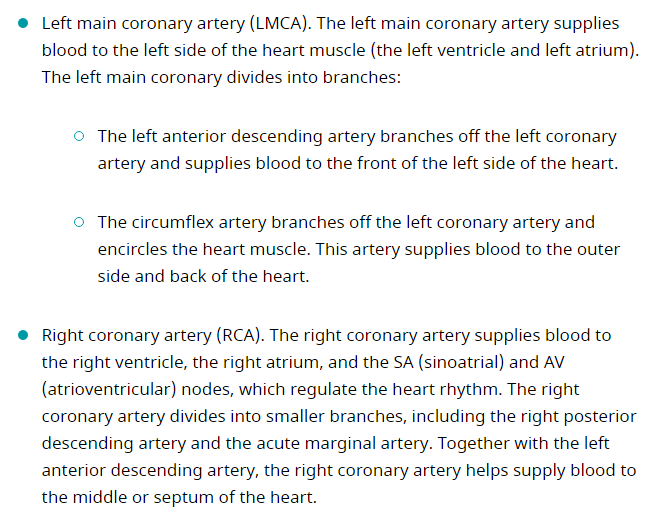 Left main coronary artery (LMCA). The left main coronary artery supplies
blood to the left side of the heart muscle (the left ventricle and left atrium).
The left main coronary divides into branches:
The left anterior descending artery branches off the left coronary
artery and supplies blood to the front of the left side of the heart.
The circumflex artery branches off the left coronary artery and
encircles the heart muscle. This artery supplies blood to the outer
side and back of the heart.
Right coronary artery (RCA). The right coronary artery supplies blood to
the right ventricle, the right atrium, and the SA (sinoatrial) and AV
(atrioventricular) nodes, which regulate the heart rhythm. The right
coronary artery divides into smaller branches, including the right posterior
descending artery and the acute marginal artery. Together with the left
anterior descending artery, the right coronary artery helps supply blood to
the middle or septum of the heart.